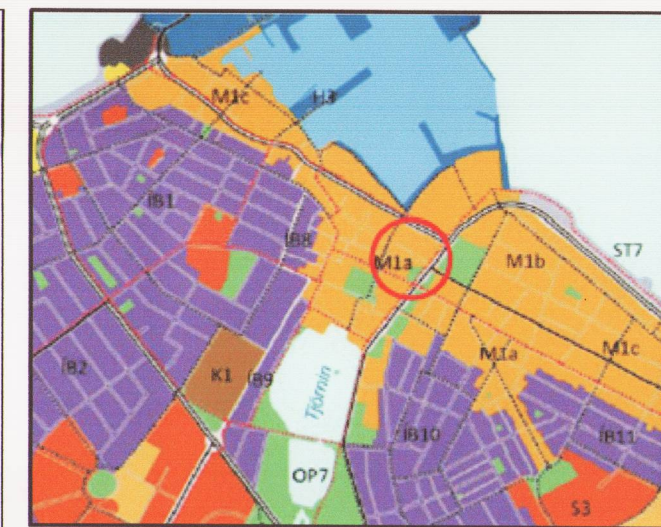 M1c
H3
ÍB1
ÍB8
M1a
M1b
ST7
ÍB2
K1
ÍB9
Tjörnin
M1a
M1c
ÍB10
ÍB11
OP7
S3